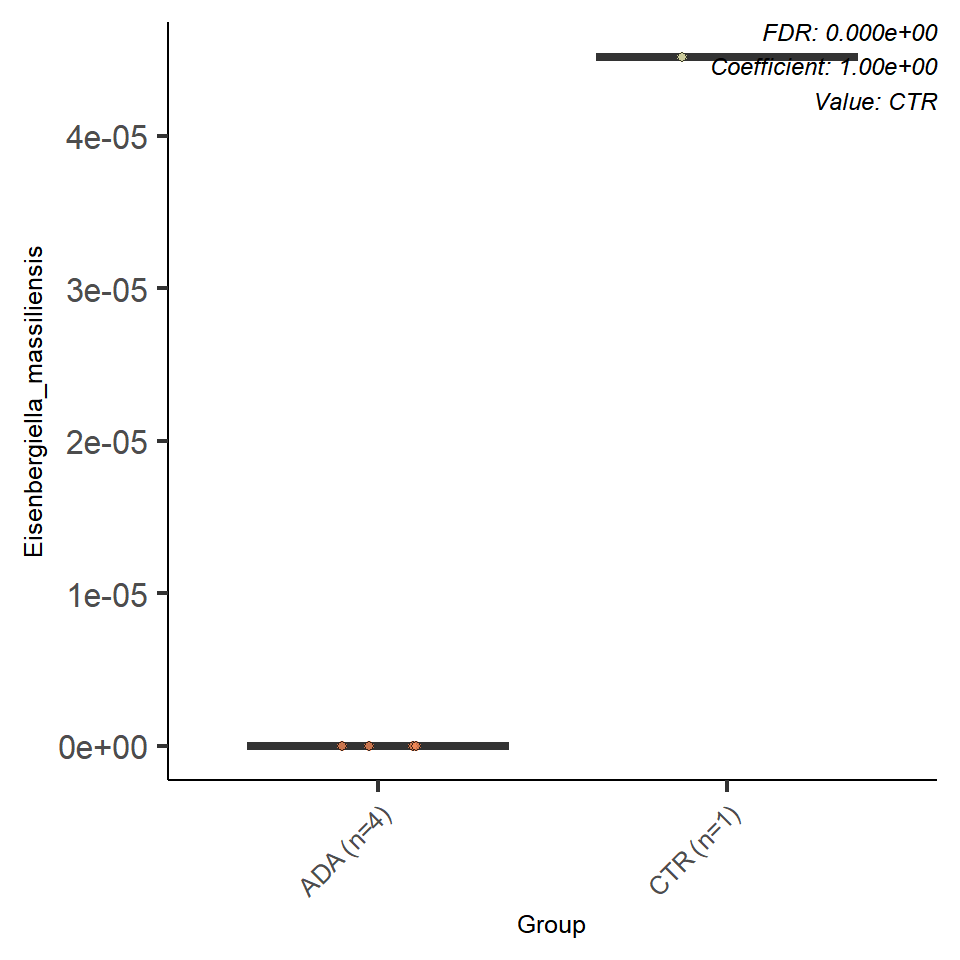 FDR: 0.000e+00
Coefficient: 1.00e+00
Value: CTR
Eisenbergiella_massiliensis
4e-05
3e-05
2e-05
1e-05
0e+00
ADA (n=4)
CTR (n=1)
Group